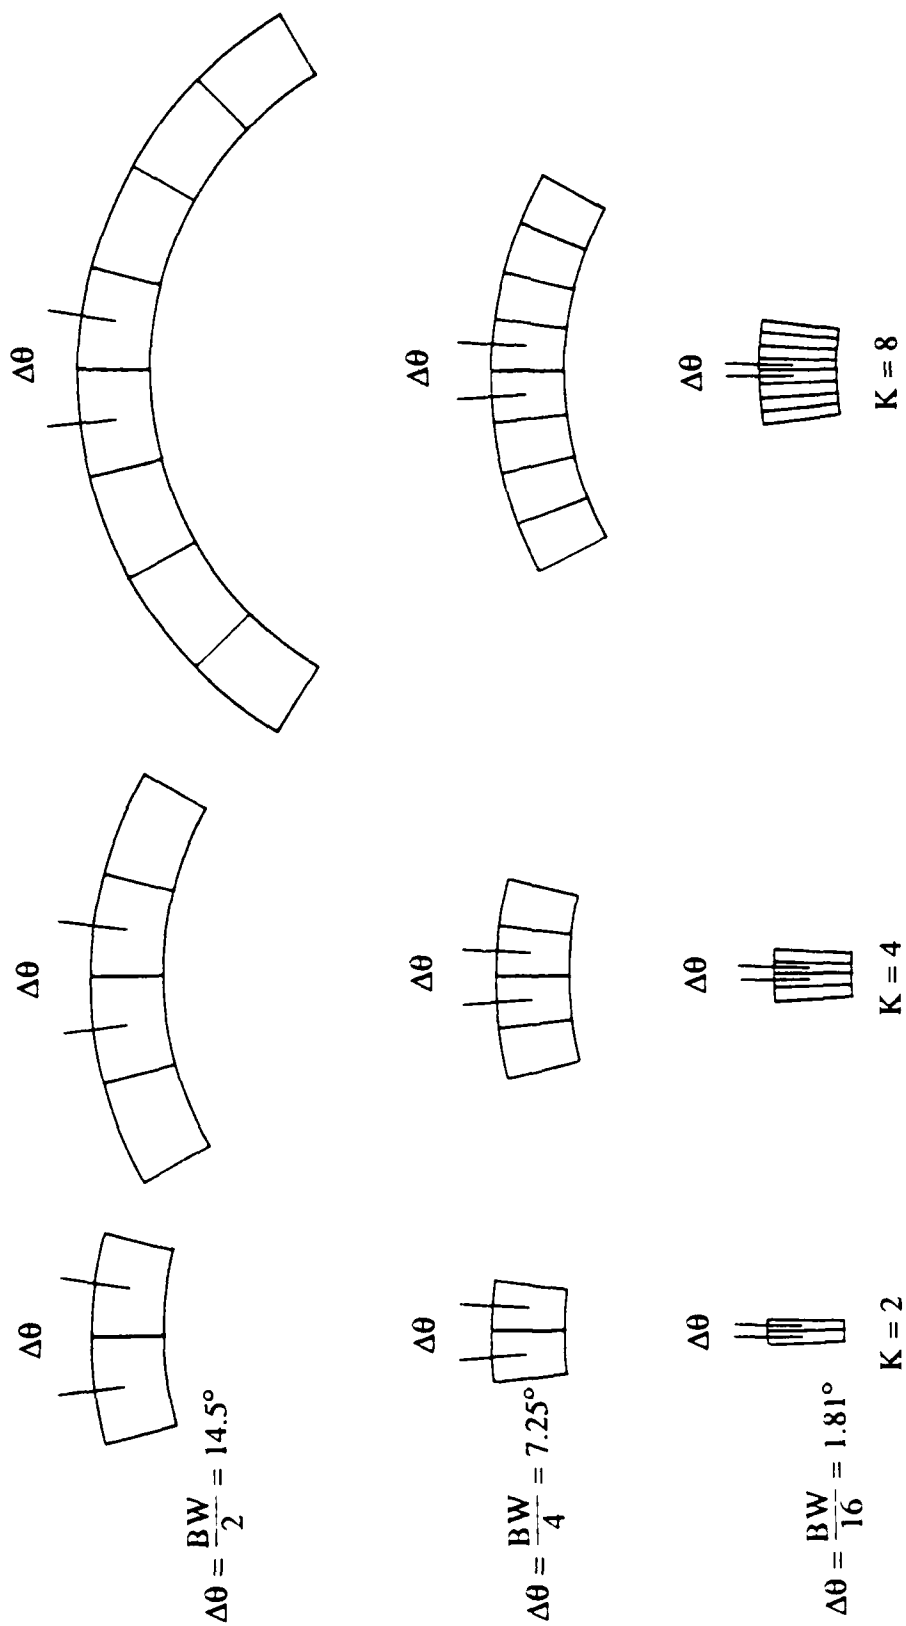 Δθ
Δθ
Δθ
Δθ = BW/2 = 14.5°
Δθ
Δθ
Δθ
Δθ = BW/4 = 7.25°
Δθ
Δθ
Δθ
Δθ = BW/16 = 1.81°
K = 2
K = 4
K = 8